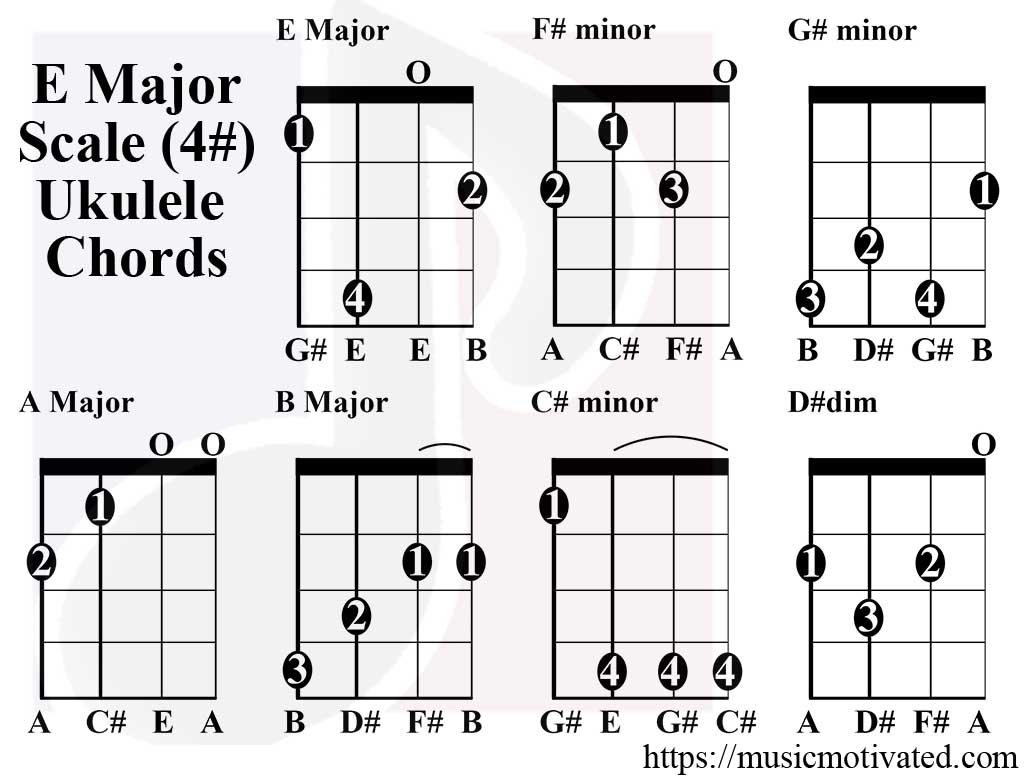 E Major
Scale (4#)
Ukulele
Chords
E Major
O
1
2
4
G# E E B
F# minor
O
1
2 3
A C# F# A
G# minor
1
2
3 4
B D# G# B
A Major
O O
1
2
A C# E A
B Major
1 1
2
3
B D# F# B
C# minor
1
4 4 4
G# E G# C#
D#dim
O
1 2
3
A D# F# A
https://musicmotivated.com